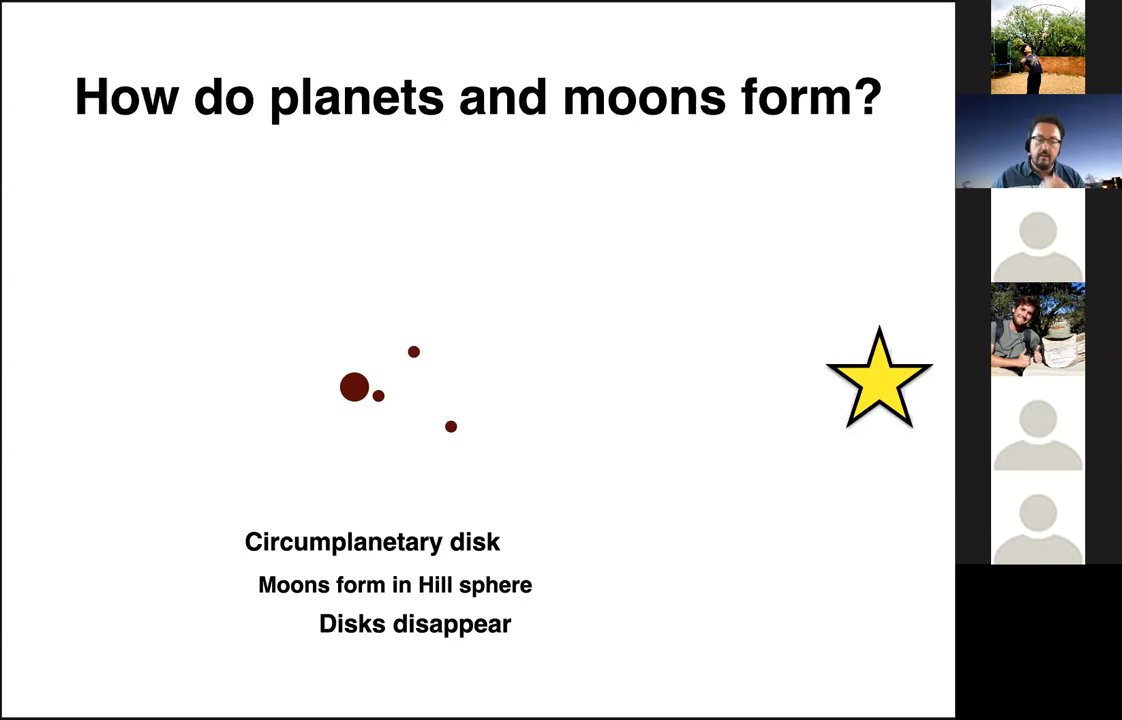 How do planets and moons form?
Circumplanetary disk
Moons form in Hill sphere
Disks disappear